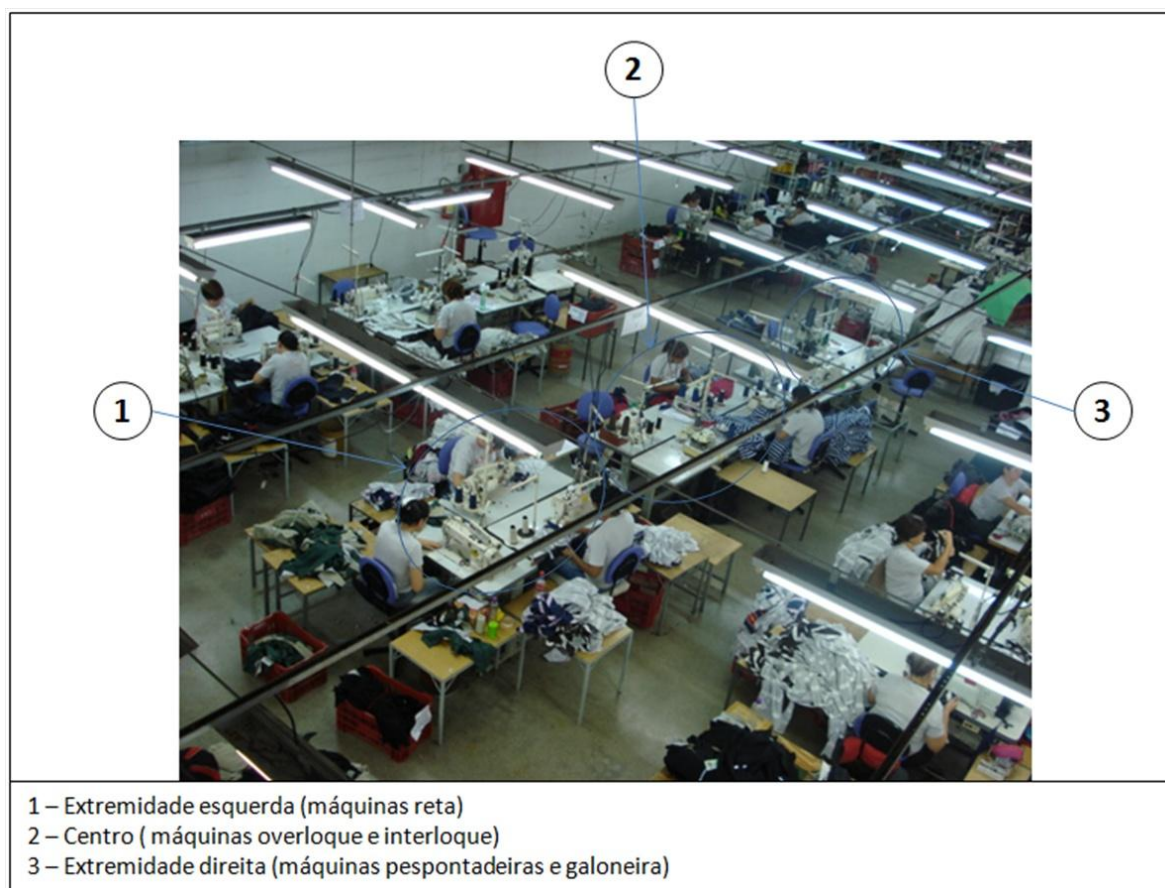 2
1
3
1 – Extremidade esquerda (máquinas reta)
2 – Centro ( máquinas overloque e interloque)
3 – Extremidade direita (máquinas pespontadeiras e galoneira)